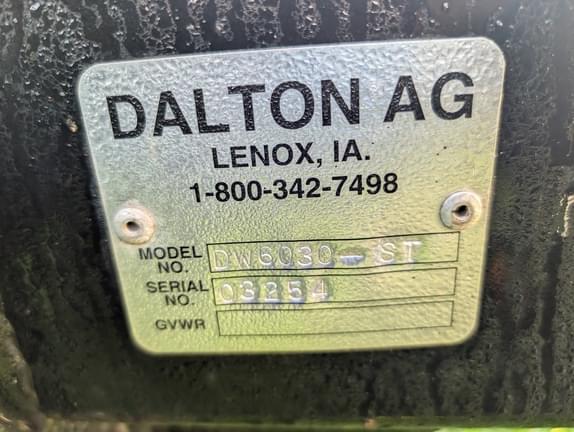 DALTON AG
LENOX, IA.
1-800-342-7498
MODEL NO. DW6030-ST
SERIAL NO. 03254
GVWR